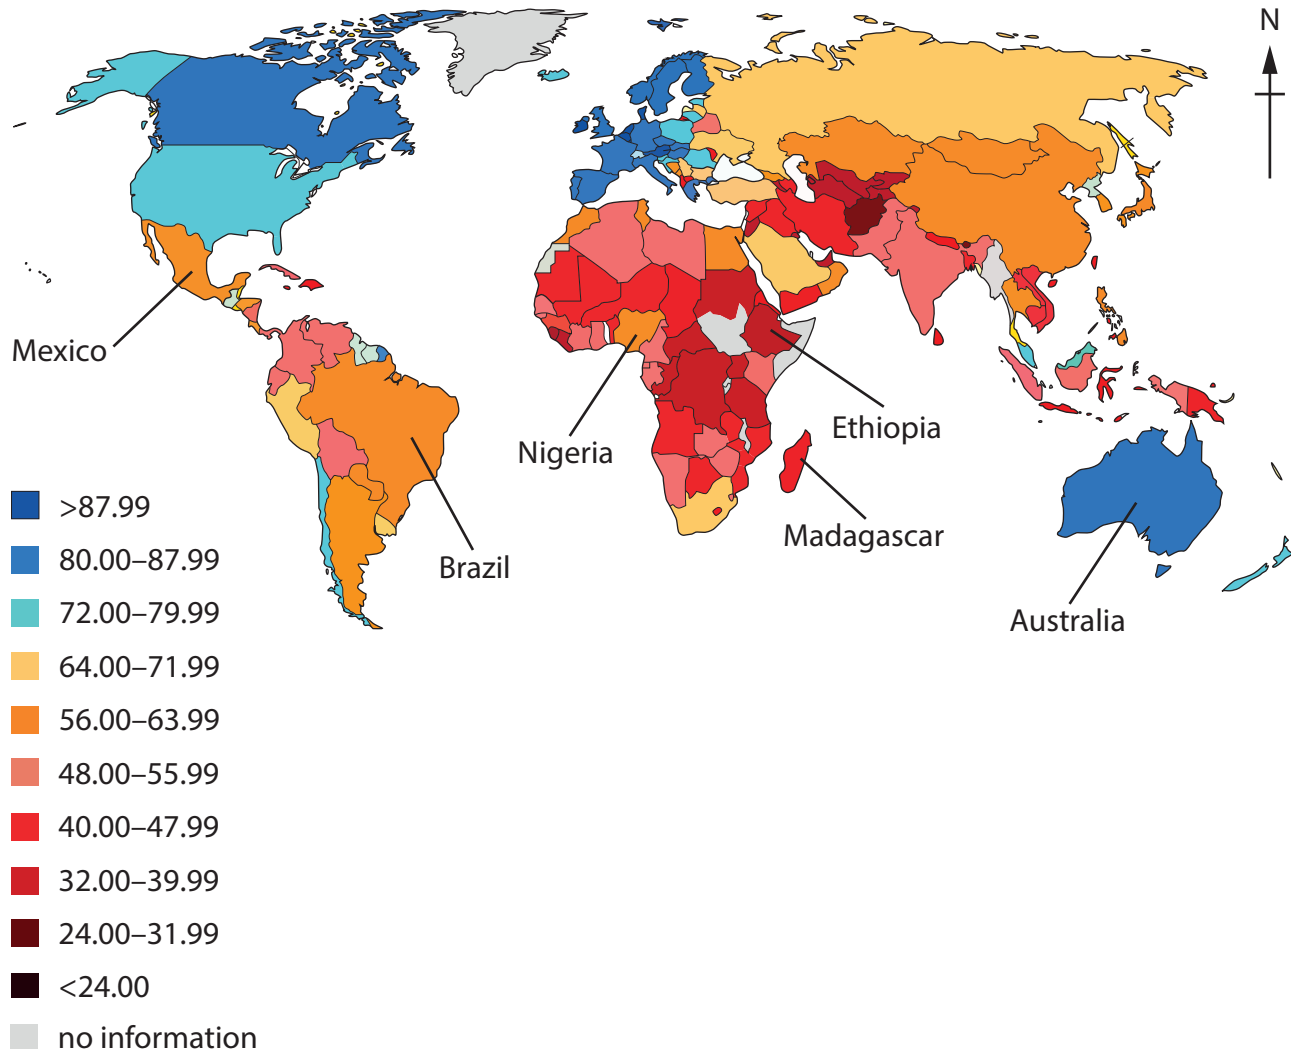 N
Mexico
Nigeria
Ethiopia
Madagascar
Brazil
Australia
>87.99
80.00–87.99
72.00–79.99
64.00–71.99
56.00–63.99
48.00–55.99
40.00–47.99
32.00–39.99
24.00–31.99
<24.00
no information